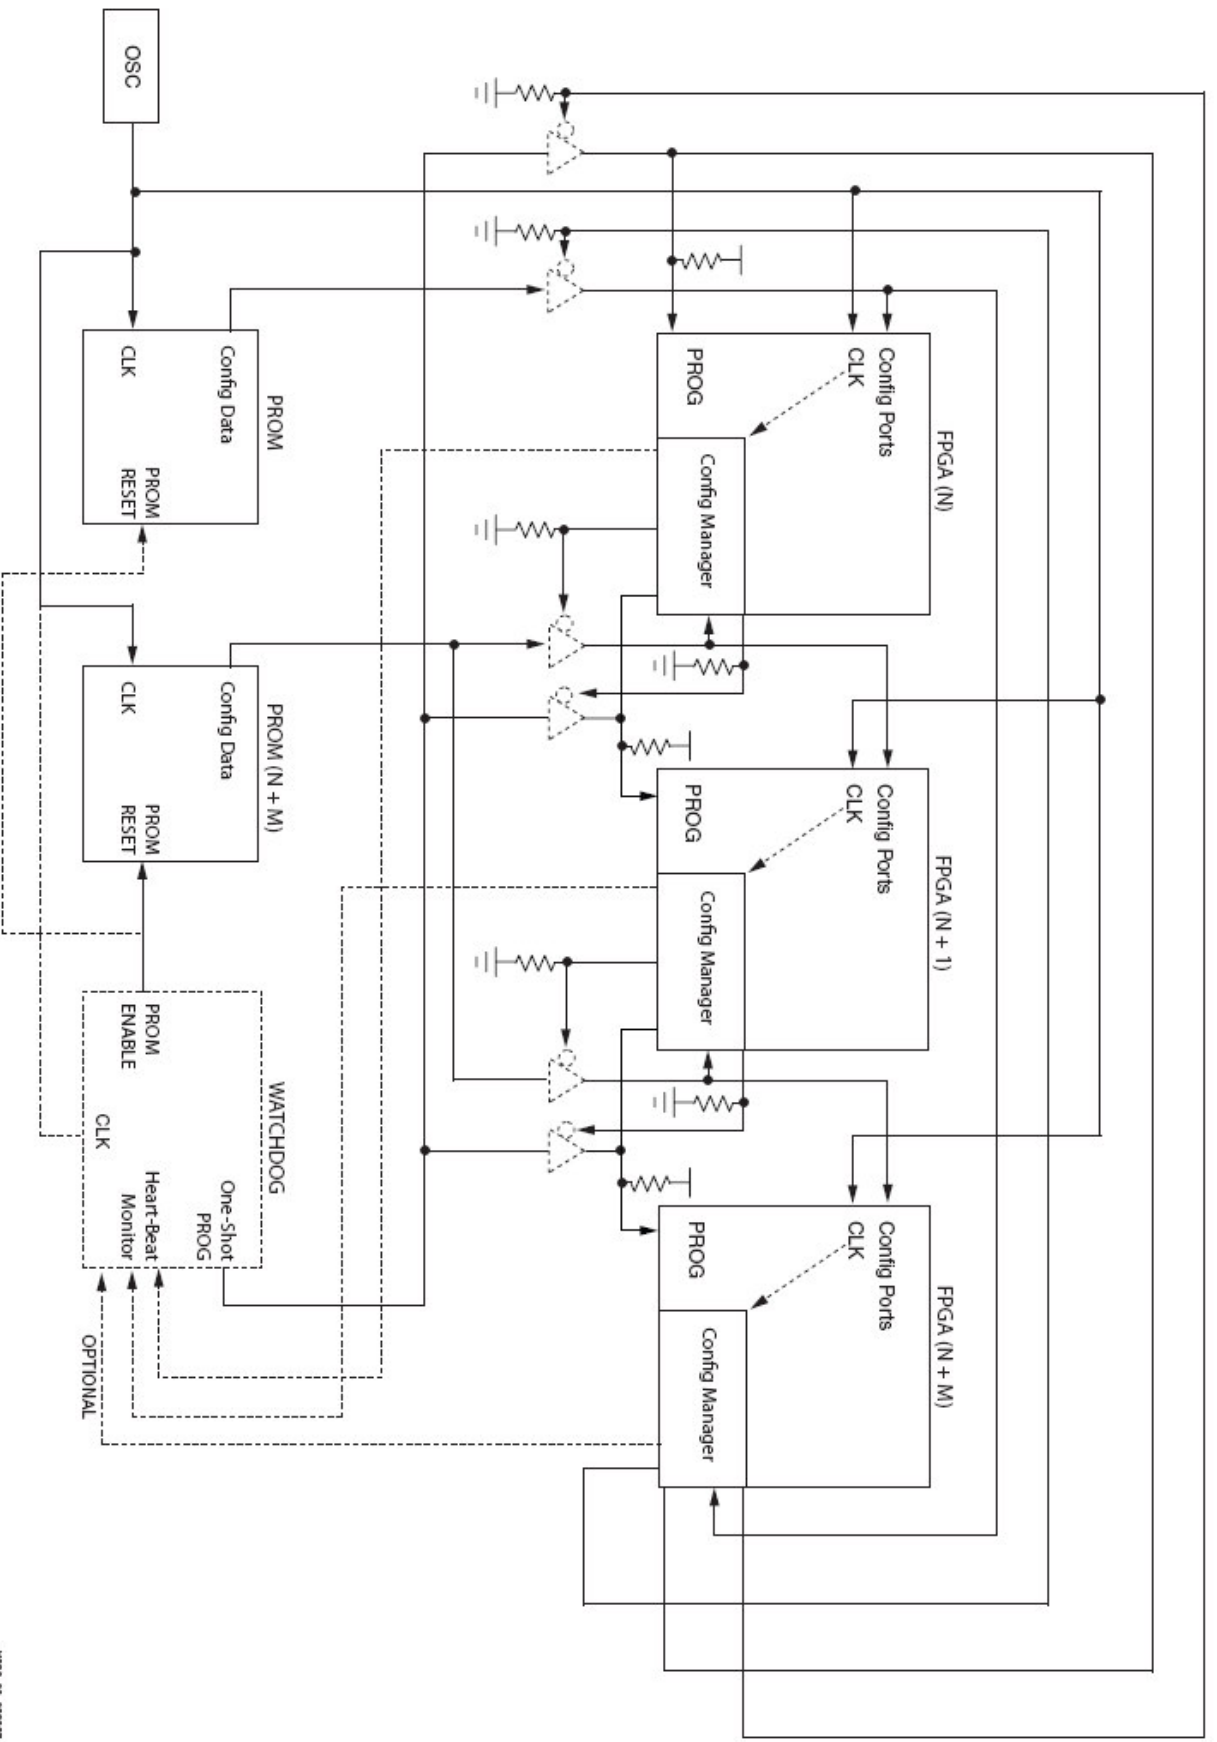 OSC
CLK
Config Data
PROM
RESET
PROM
CLK
Config Data
PROM
RESET
PROM (N + M)
PROM
ENABLE
CLK
Heart-Beat
Monitor
One-Shot
PROG
WATCHDOG
OPTIONAL
PROG
CLK
Config Ports
Config Manager
FPGA (N)
PROG
CLK
Config Ports
Config Manager
FPGA (N + 1)
PROG
CLK
Config Ports
Config Manager
FPGA (N + M)